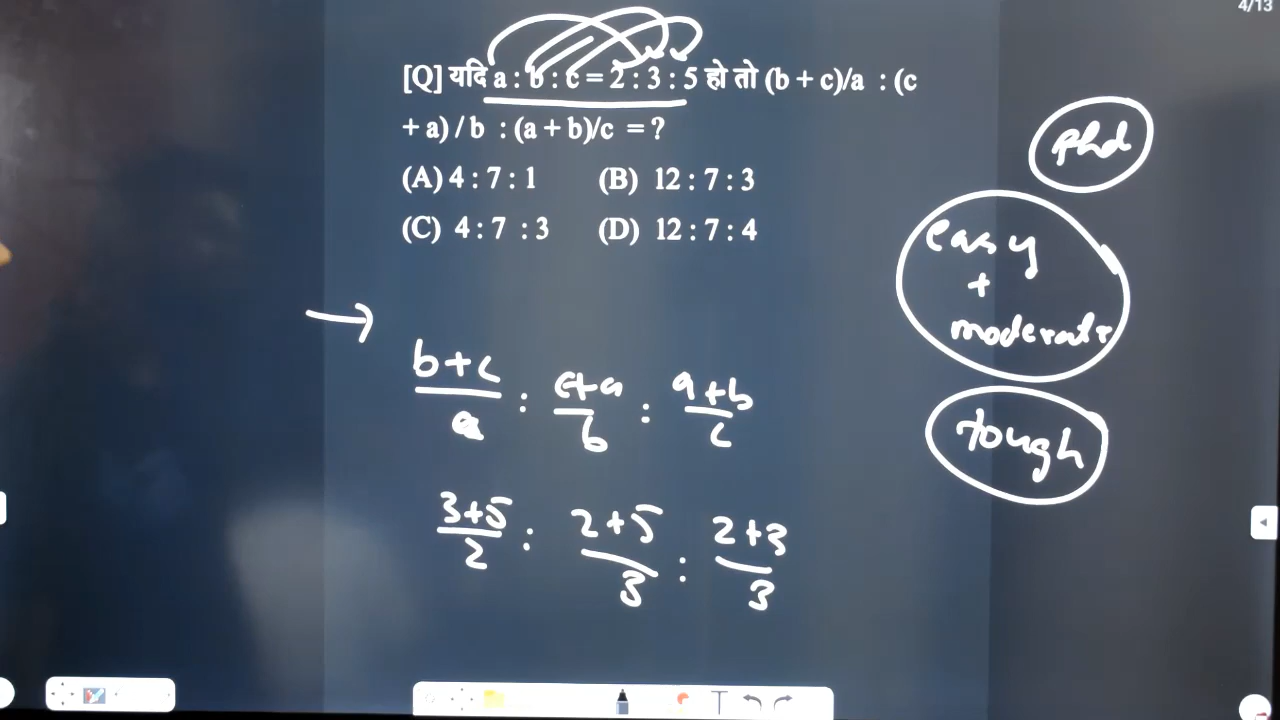 4/13
[Q] यदि a : b : c = 2 : 3 : 5 हो तो (b + c)/a : (c
+ a) / b : (a + b)/c = ?
(A) 4 : 7 : 1 (B) 12 : 7 : 3
(C) 4 : 7 : 3 (D) 12 : 7 : 4
Phd
easy
+
moderate
tough
→
b+c/a : c+a/b : a+b/c
3+5/2 : 2+5/3 : 2+3/3
T